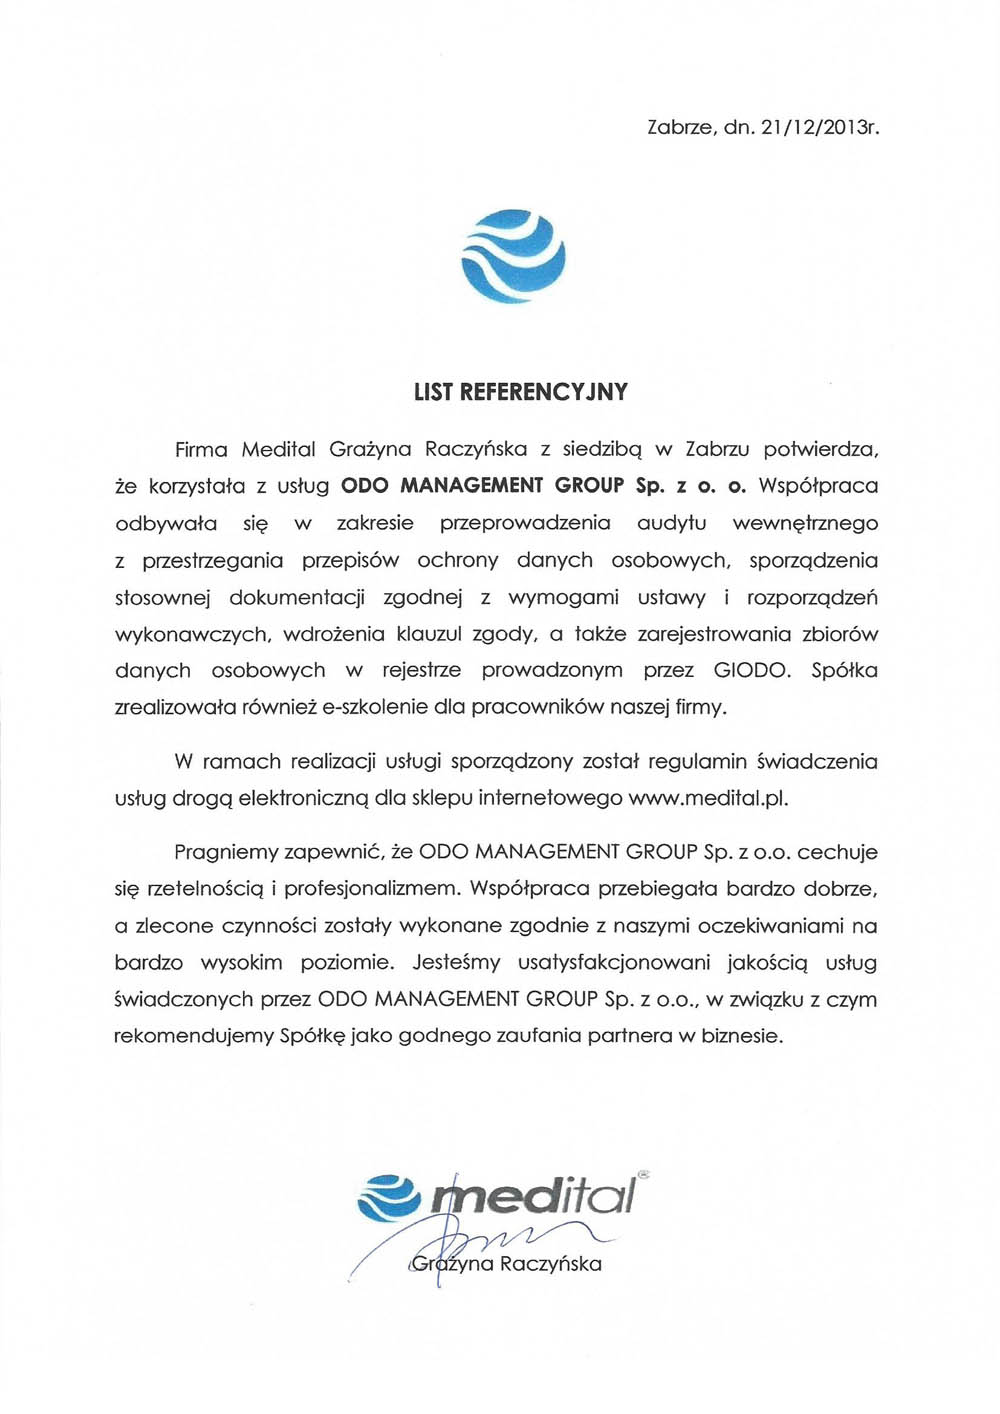 Zabrze, dn. 21/12/2013r.
LIST REFERENCYJNY
Firma Medital Grażyna Raczyńska z siedzibą w Zabrzu potwierdza,
że korzystała z usług ODO MANAGEMENT GROUP Sp. z o. o. Współpraca
odbywała się w zakresie przeprowadzenia audytu wewnętrznego
z przestrzegania przepisów ochrony danych osobowych, sporządzenia
stosownej dokumentacji zgodnej z wymogami ustawy i rozporządzeń
wykonawczych, wdrożenia klauzul zgody, a także zarejestrowania zbiorów
danych osobowych w rejestrze prowadzonym przez GIODO. Spółka
zrealizowała również e-szkolenie dla pracowników naszej firmy.
W ramach realizacji usługi sporządzony został regulamin świadczenia
usług drogą elektroniczną dla sklepu internetowego www.medital.pl.
Pragniemy zapewnić, że ODO MANAGEMENT GROUP Sp. z o.o. cechuje
się rzetelnością i profesjonalizmem. Współpraca przebiegała bardzo dobrze,
a zlecone czynności zostały wykonane zgodnie z naszymi oczekiwaniami na
bardzo wysokim poziomie. Jesteśmy usatysfakcjonowani jakością usług
świadczonych przez ODO MANAGEMENT GROUP Sp. z o.o., w związku z czym
rekomendujemy Spółkę jako godnego zaufania partnera w biznesie.
medital®
Grażyna Raczyńska